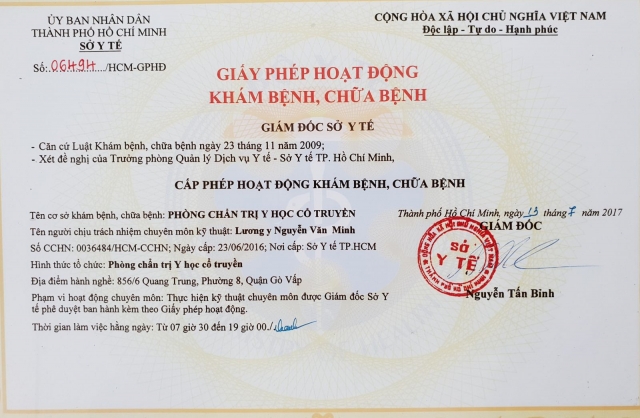 ỦY BAN NHÂN DÂN
THÀNH PHỐ HỒ CHÍ MINH
SỞ Y TẾ
Số: 06494/HCM-GPHĐ
CỘNG HÒA XÃ HỘI CHỦ NGHĨA VIỆT NAM
Độc lập - Tự do - Hạnh phúc
GIẤY PHÉP HOẠT ĐỘNG
KHÁM BỆNH, CHỮA BỆNH
GIÁM ĐỐC SỞ Y TẾ
- Căn cứ Luật Khám bệnh, chữa bệnh ngày 23 tháng 11 năm 2009;
- Xét đề nghị của Trưởng phòng Quản lý Dịch vụ Y tế - Sở Y tế TP. Hồ Chí Minh,
CẤP PHÉP HOẠT ĐỘNG KHÁM BỆNH, CHỮA BỆNH
Tên cơ sở khám bệnh, chữa bệnh: PHÒNG CHẨN TRỊ Y HỌC CỔ TRUYỀN
Tên người chịu trách nhiệm chuyên môn kỹ thuật: Lương y Nguyễn Văn Minh
Số CCHN: 0036484/HCM-CCHN; Ngày cấp: 23/06/2016; Nơi cấp: Sở Y tế TP.HCM
Hình thức tổ chức: Phòng chẩn trị Y học cổ truyền
Địa điểm hành nghề: 856/6 Quang Trung, Phường 8, Quận Gò Vấp
Phạm vi hoạt động chuyên môn: Thực hiện kỹ thuật chuyên môn được Giám đốc Sở Y
tế phê duyệt ban hành kèm theo Giấy phép hoạt động.
Thời gian làm việc hằng ngày: Từ 07 giờ 30 đến 19 giờ 00./.
Thành phố Hồ Chí Minh, ngày 13 tháng 7 năm 2017
GIÁM ĐỐC
SỞ
Y TẾ
Nguyễn Tấn Bỉnh